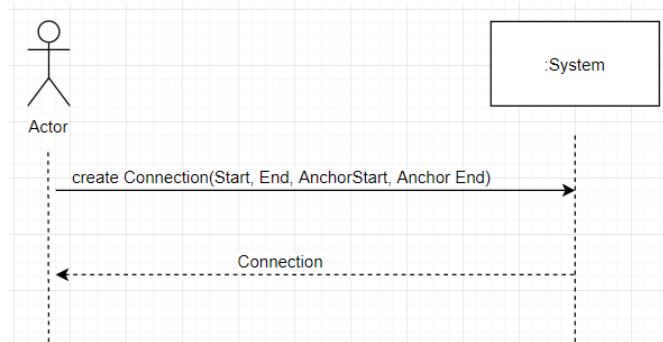 :System
Actor
create Connection(Start, End, AnchorStart, Anchor End)
Connection